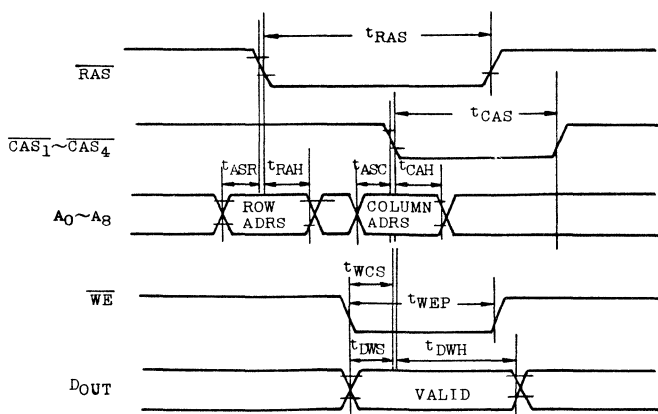 tRAS
RAS
tCAS
CAS1~CAS4
tASR tRAH tASC tCAH
A0~A8
ROW ADRS
COLUMN ADRS
tWCS
WE
tWEP
tDWS tDWH
DOUT
VALID